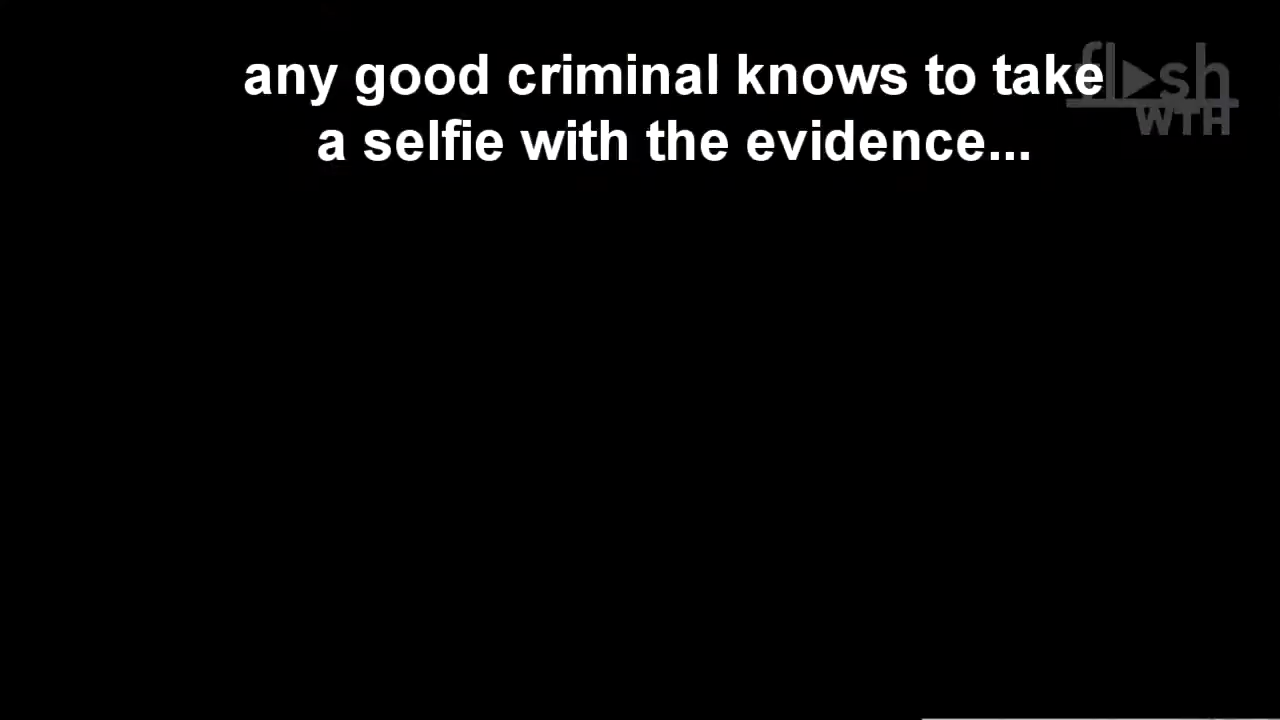 any good criminal knows to take
a selfie with the evidence...
flash
WTH